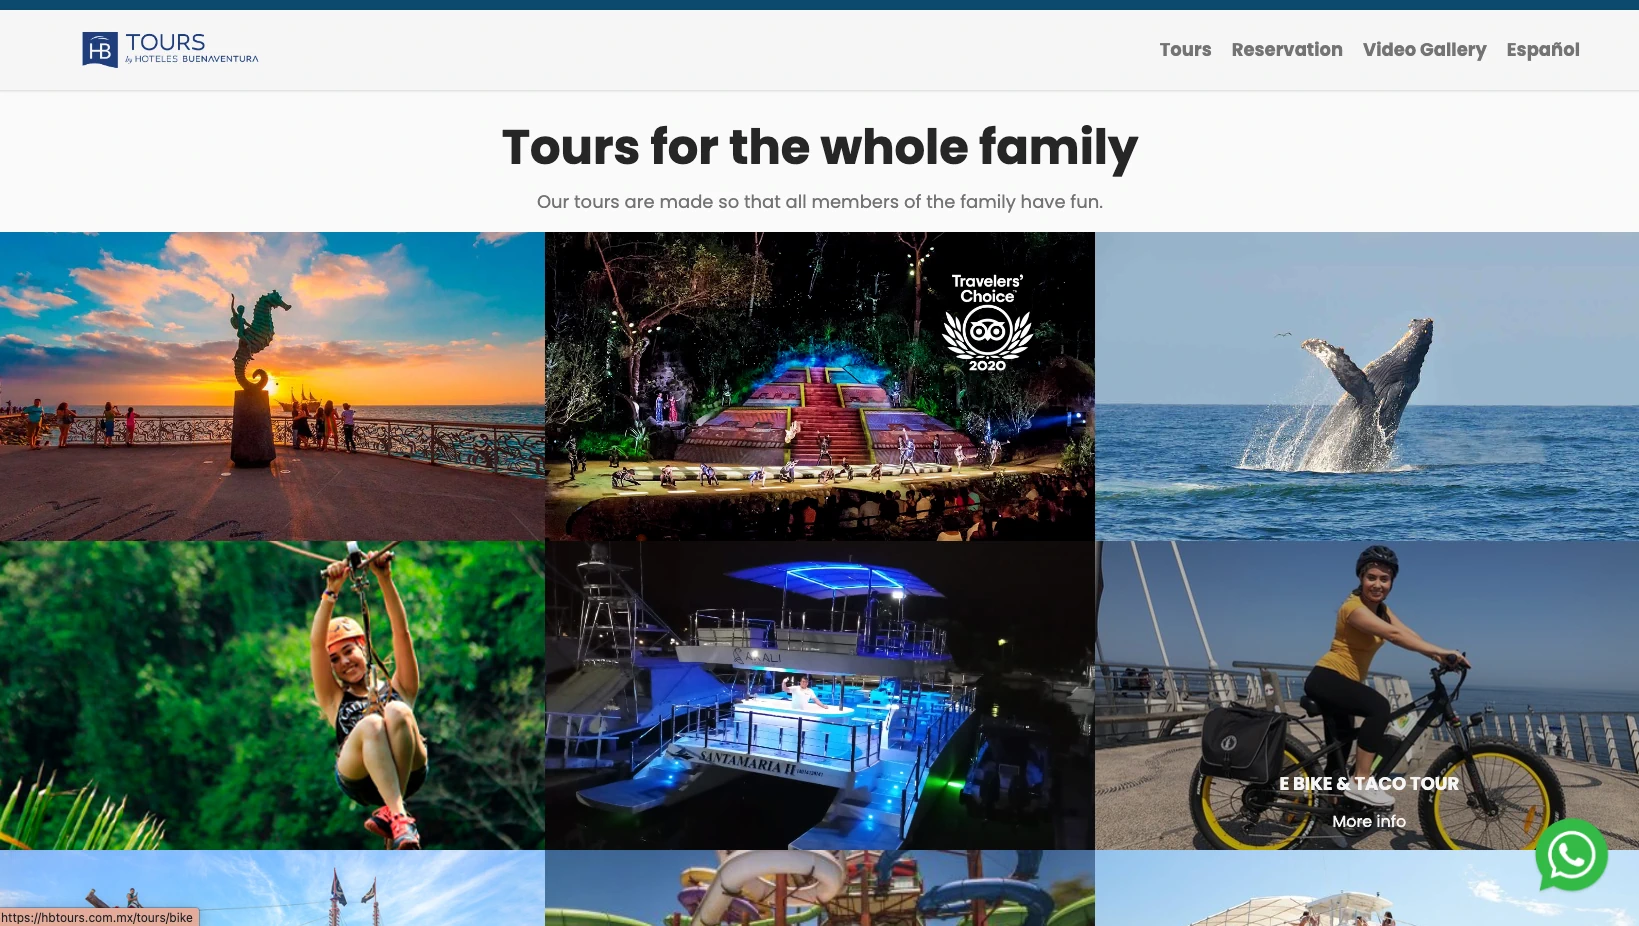 HB TOURS
by HOTELES BUENAVENTURA
Tours Reservation Video Gallery Español
Tours for the whole family
Our tours are made so that all members of the family have fun.
Travelers'
Choice
2020
AKALI
SANTAMARIA II
E BIKE & TACO TOUR
More info
https://hbtours.com.mx/tours/bike